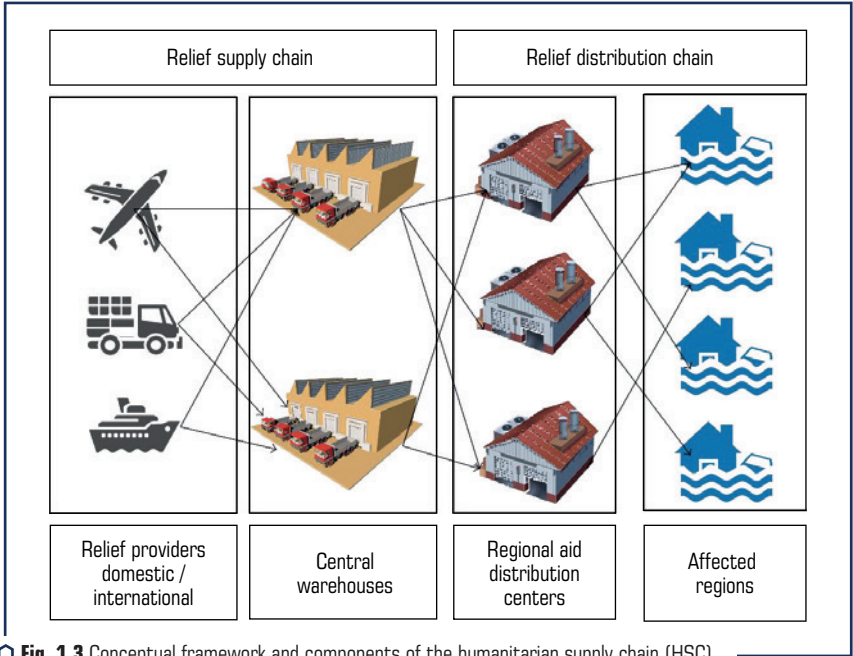 Relief supply chain
Relief distribution chain
Relief providers
domestic /
international
Central
warehouses
Regional aid
distribution
centers
Affected
regions
Fig. 1.3 Conceptual framework and components of the humanitarian supply chain (HSC)